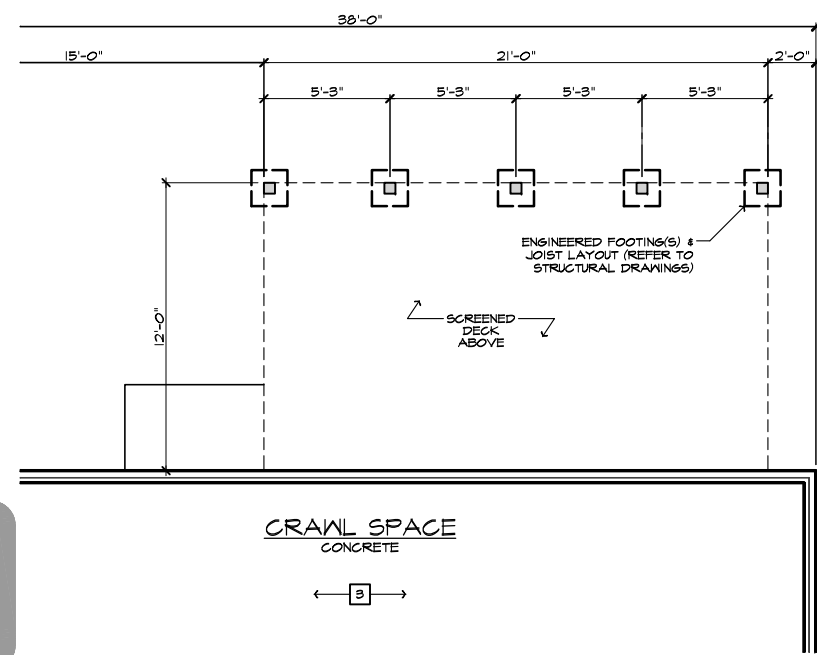 38'-0"
15'-0"
21'-0"
2'-0"
5'-3"
5'-3"
5'-3"
5'-3"
ENGINEERED FOOTING(S) &
JOIST LAYOUT (REFER TO
STRUCTURAL DRAWINGS)
12'-0"
SCREENED
DECK
ABOVE
CRAWL SPACE
CONCRETE
3